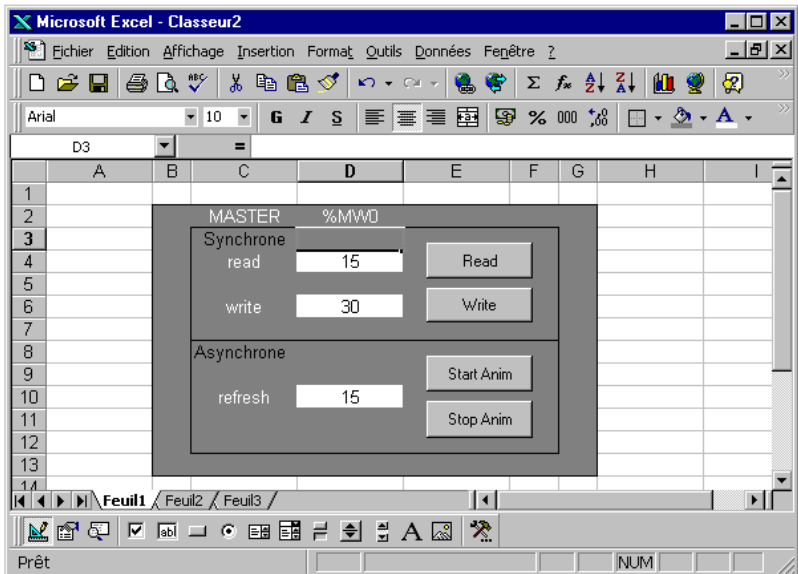 Microsoft Excel - Classeur2
Fichier Edition Affichage Insertion Format Outils Données Fenêtre ?
Arial 10 G I S % 000 A
D3 =
A B C D E F G H I
1
2 MASTER %MW0
3 Synchrone
4 read 15 Read
5
6 write 30 Write
7
8 Asynchrone
9 Start Anim
10 refresh 15
11 Stop Anim
12
13
14
Feuil1 Feuil2 Feuil3
Prêt NUM